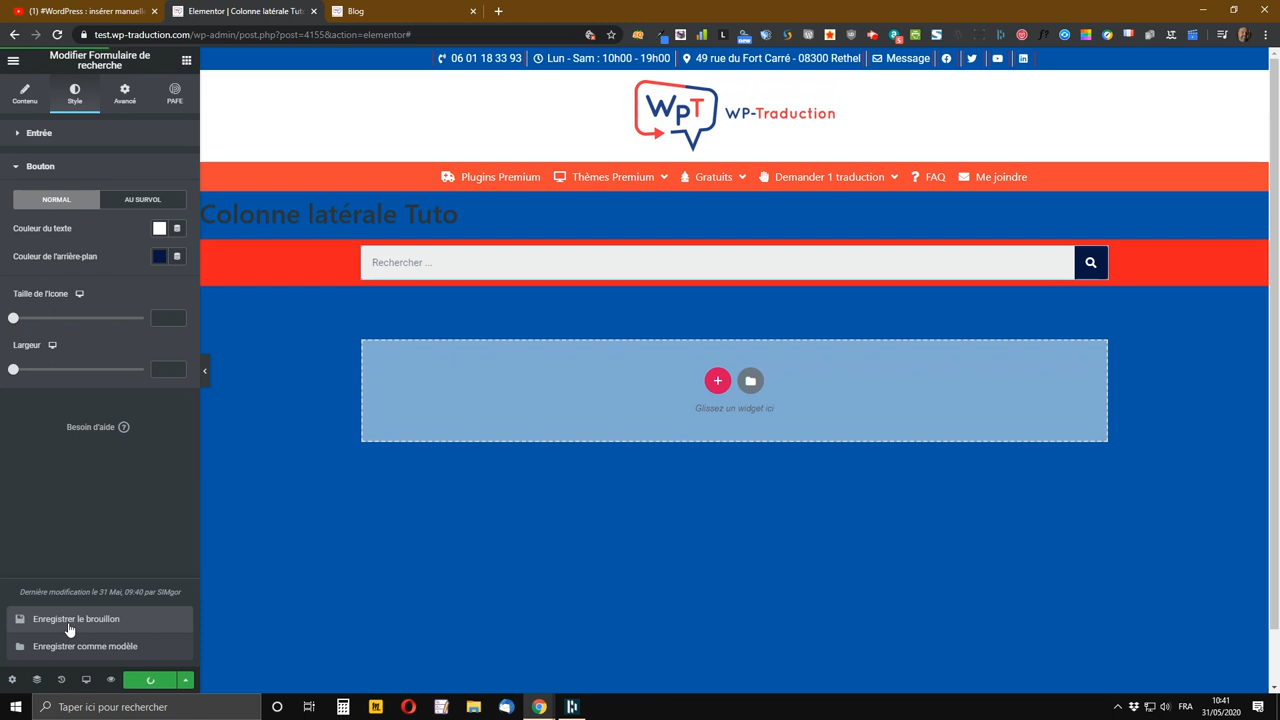 (1) #WordPress #Elementor
Elementor | Colonne latérale Tuto
Blog
test.wp-traduction.com/wp-admin/post.php?post=4155&action=elementor#
Modifier Formulaire de
recherche
Contenu
Style
Avancé
PAFE
Entrée
Bouton
NORMAL
AU SURVOL
Couleur du texte
Couleur de l'arrière-plan
Taille de l'Icone
Largeur
Besoin d'aide
Dernière modification le 31 Mai, 09:40 par SIMgor
Enregistrer le brouillon
Enregistrer comme modèle
06 01 18 33 93
Lun - Sam : 10h00 - 19h00
49 rue du Fort Carré - 08300 Rethel
Message
WpT
WP-Traduction
Plugins Premium
Thèmes Premium
Gratuits
Demander 1 traduction
FAQ
Me joindre
Colonne latérale Tuto
Rechercher ...
Glissez un widget ici
Taper ici pour rechercher
FRA
10:41
31/05/2020